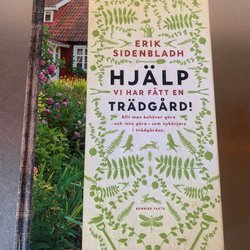 ERIK
SIDENBLADH
HJÄLP
VI HAR FÅTT EN
TRÄDGÅRD!
Allt man behöver göra
– och inte göra – som nybörjare
i trädgården.
BONNIER FAKTA